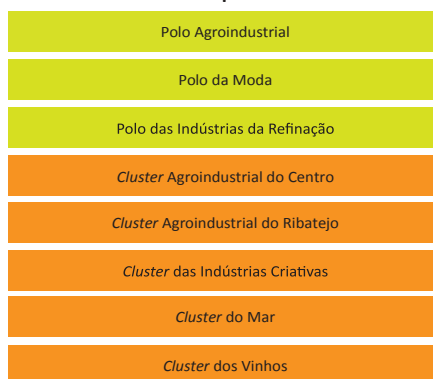 Polo Agroindustrial
Polo da Moda
Polo das Indústrias da Refinação
Cluster Agroindustrial do Centro
Cluster Agroindustrial do Ribatejo
Cluster das Indústrias Criativas
Cluster do Mar
Cluster dos Vinhos